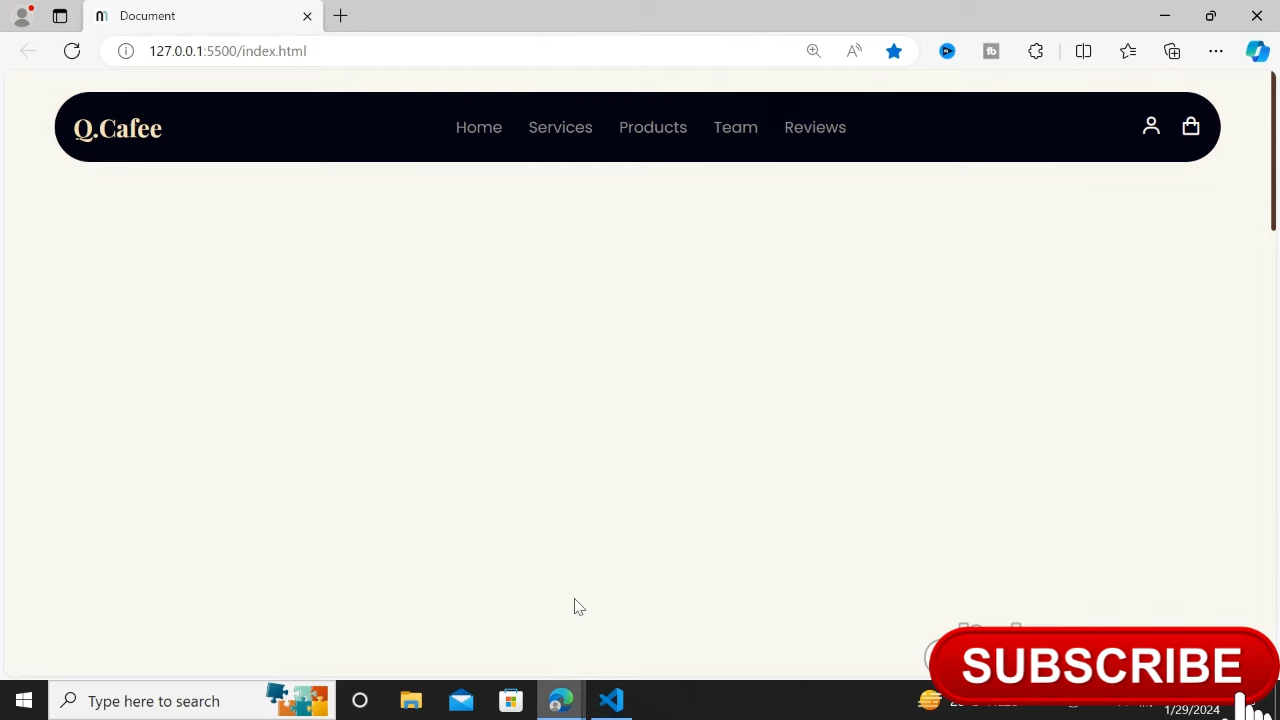 Document
127.0.0.1:5500/index.html
Q.Cafee
Home Services Products Team Reviews
SUBSCRIBE
Type here to search
1/29/2024